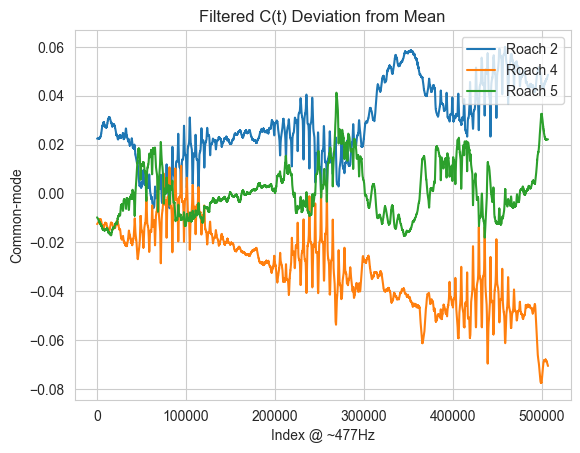 Filtered C(t) Deviation from Mean
Roach 2
Roach 4
Roach 5
Common-mode
0.06
0.04
0.02
0.00
−0.02
−0.04
−0.06
−0.08
0 100000 200000 300000 400000 500000
Index @ ~477Hz